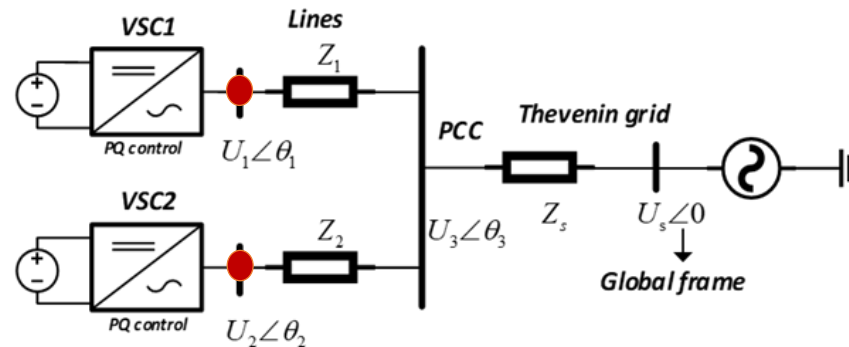 VSC1
Lines
Z₁
PQ control
U₁∠θ₁
PCC
Thevenin grid
VSC2
Z₂
U₃∠θ₃
Zₛ
Uₛ∠0
Global frame
PQ control
U₂∠θ₂